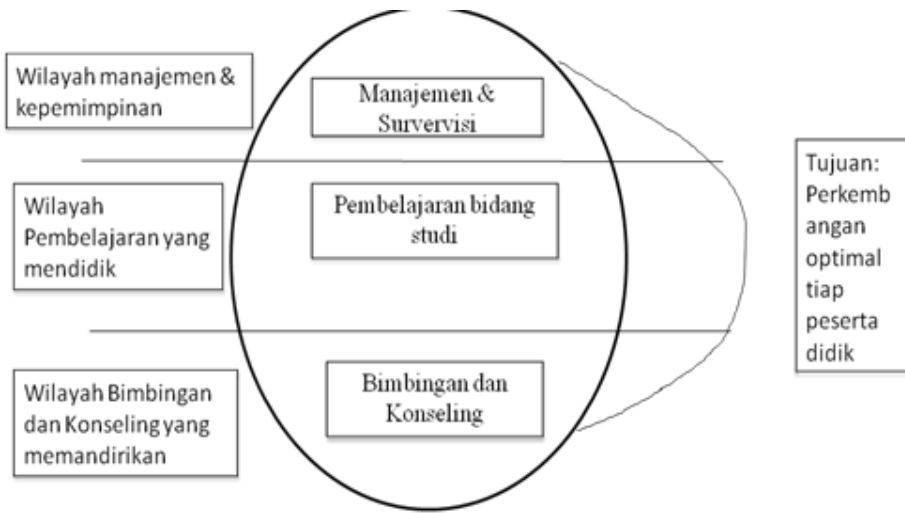 Wilayah manajemen &
kepemimpinan
Manajemen &
Survervisi
Wilayah
Pembelajaran yang
mendidik
Pembelajaran bidang
studi
Wilayah Bimbingan
dan Konseling yang
memandirikan
Bimbingan dan
Konseling
Tujuan:
Perkemb
angan
optimal
tiap
peserta
didik